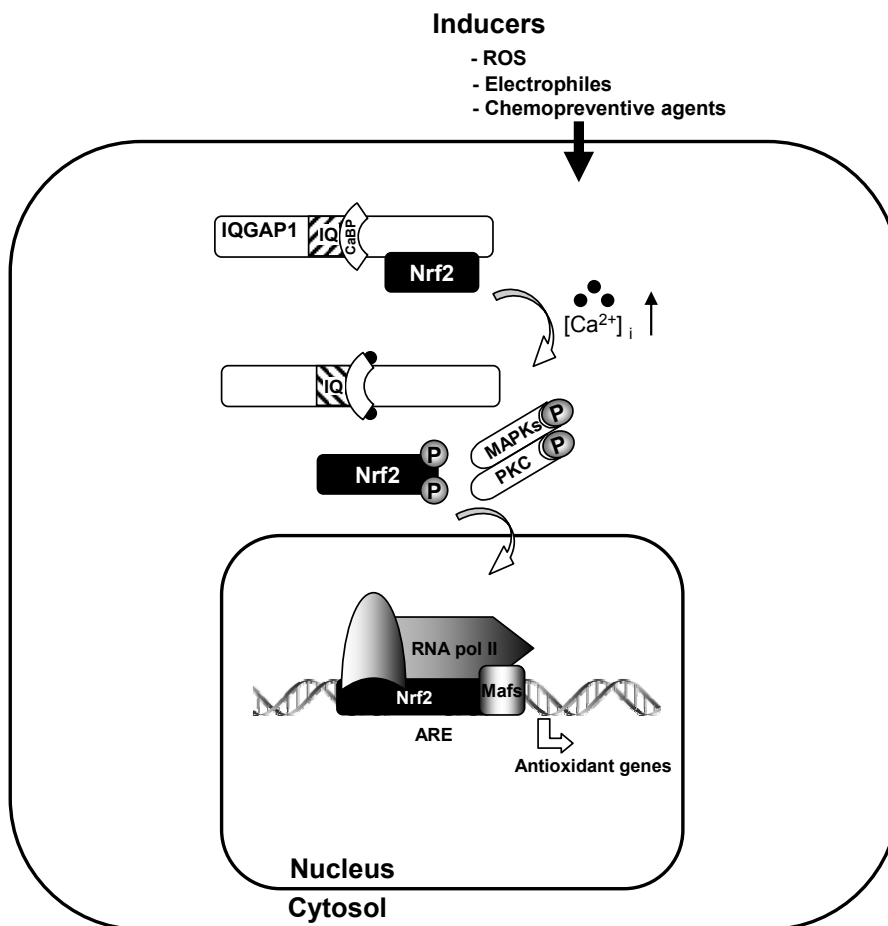 Inducers
- ROS
- Electrophiles
- Chemopreventive agents
IQGAP1
IQ
CaBP
Nrf2
[Ca²⁺] i
IQ
MAPKs
P
PKC
P
Nrf2
P
P
RNA pol II
Nrf2
Mafs
ARE
Antioxidant genes
Nucleus
Cytosol